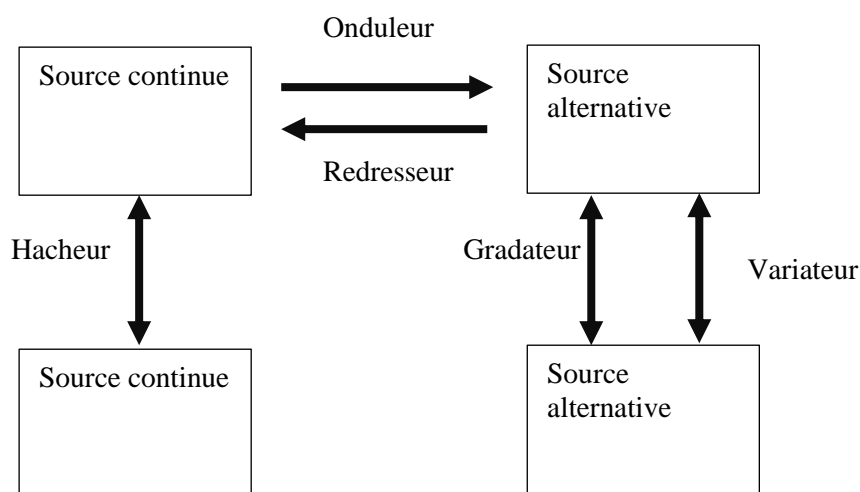 Onduleur
Source continue
Source
alternative
Redresseur
Hacheur
Gradateur
Variateur
Source continue
Source
alternative